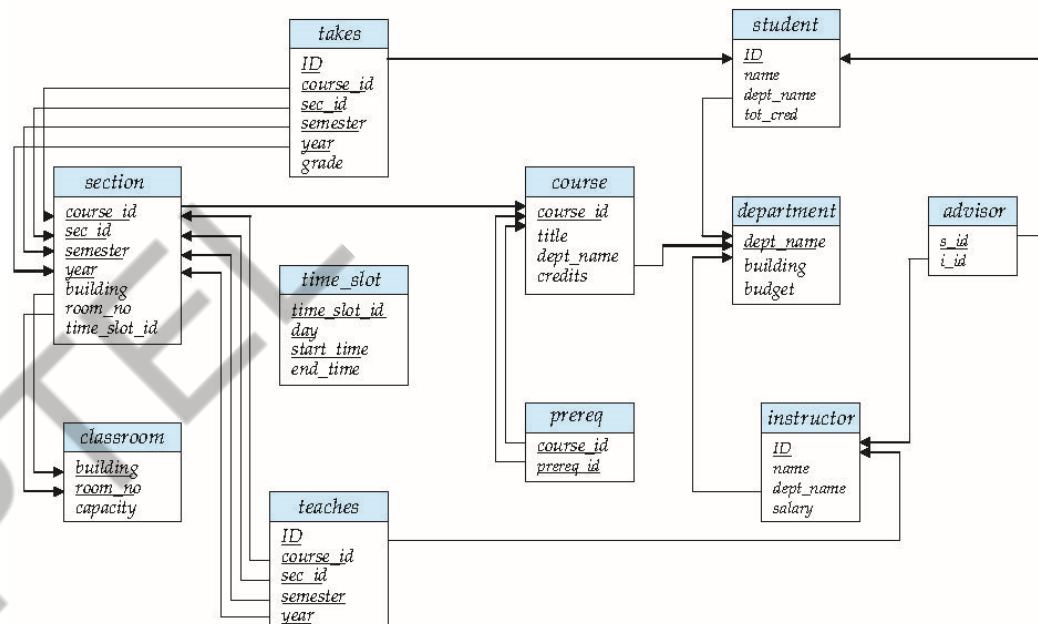 takes
ID
course_id
sec_id
semester
year
grade
student
ID
name
dept_name
tot_cred
section
course_id
sec_id
semester
year
building
room_no
time_slot_id
course
course_id
title
dept_name
credits
department
dept_name
building
budget
advisor
s_id
i_id
time_slot
time_slot_id
day
start_time
end_time
prereq
course_id
prereq_id
instructor
ID
name
dept_name
salary
classroom
building
room_no
capacity
teaches
ID
course_id
sec_id
semester
year
PTEL